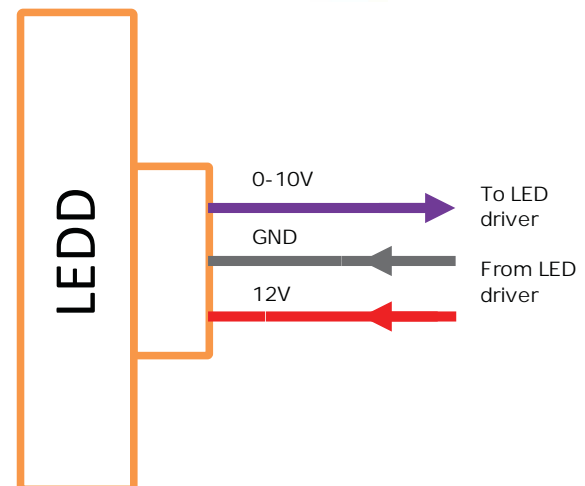 LEDD
0-10V
To LED
driver
GND
From LED
driver
12V